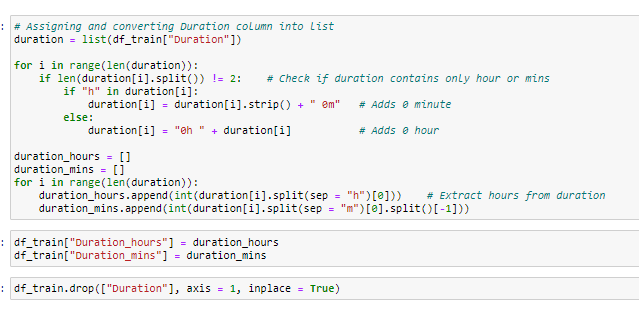 : # Assigning and converting Duration column into list
duration = list(df_train["Duration"])
for i in range(len(duration)):
if len(duration[i].split()) != 2: # Check if duration contains only hour or mins
if "h" in duration[i]:
duration[i] = duration[i].strip() + " 0m" # Adds 0 minute
else:
duration[i] = "0h " + duration[i] # Adds 0 hour
duration_hours = []
duration_mins = []
for i in range(len(duration)):
duration_hours.append(int(duration[i].split(sep = "h")[0])) # Extract hours from duration
duration_mins.append(int(duration[i].split(sep = "m")[0].split()[-1]))
: df_train["Duration_hours"] = duration_hours
df_train["Duration_mins"] = duration_mins
: df_train.drop(["Duration"], axis = 1, inplace = True)